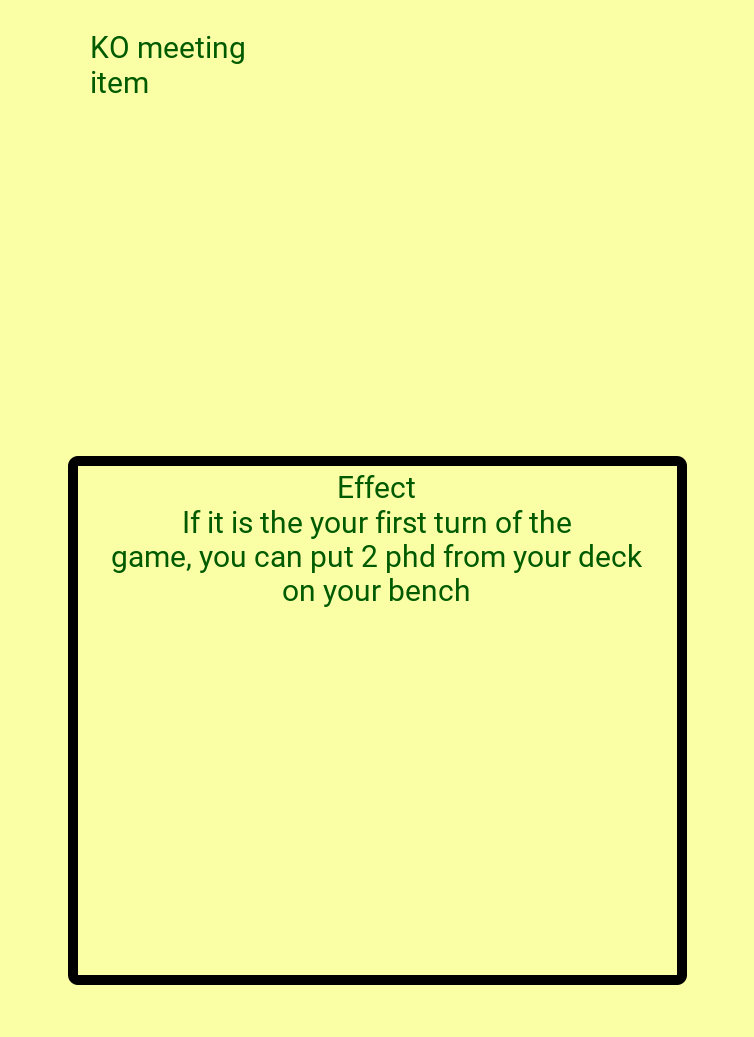 KO meeting
item
Effect
If it is the your first turn of the
game, you can put 2 phd from your deck
on your bench